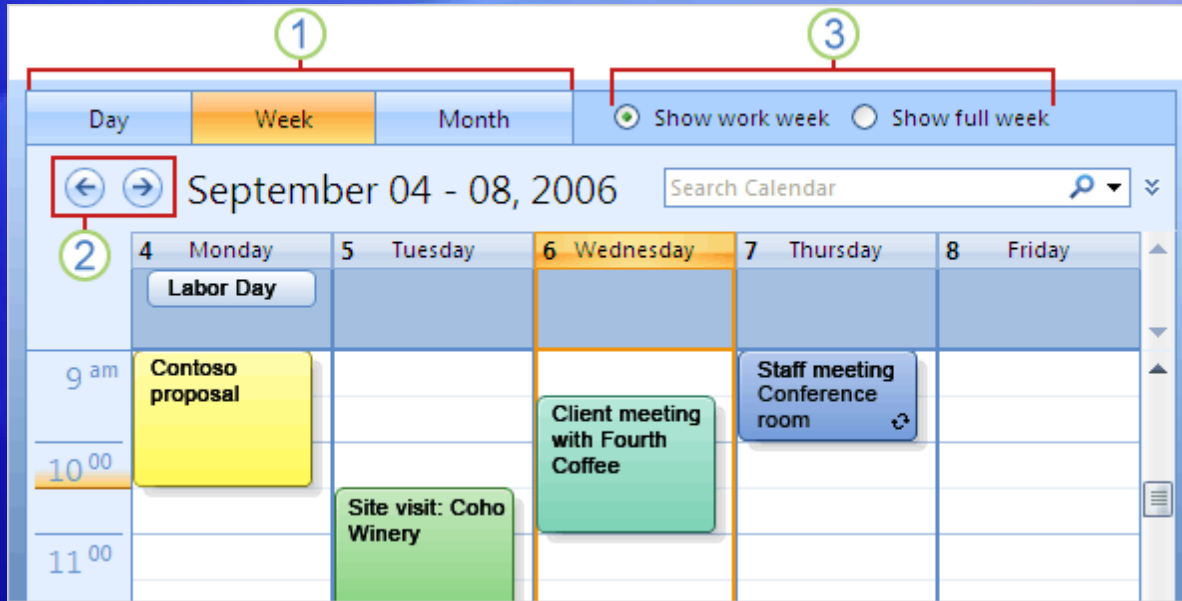 1
3
Day Week Month Show work week Show full week
September 04 - 08, 2006 Search Calendar
2
4 Monday 5 Tuesday 6 Wednesday 7 Thursday 8 Friday
Labor Day
9 am
Contoso
proposal
Staff meeting
Conference
room
Client meeting
with Fourth
Coffee
10 00
Site visit: Coho
Winery
11 00